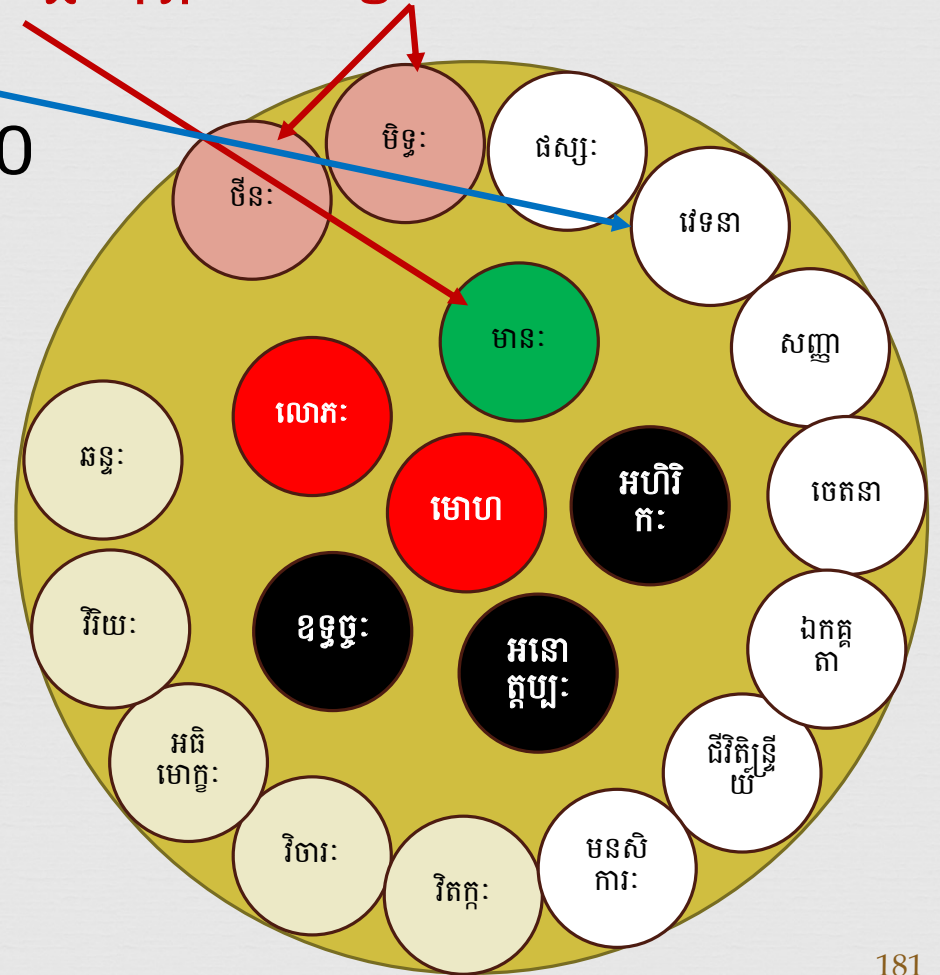 មិទ្ធៈ
ផស្សៈ
ថីនៈ
វេទនា
មានៈ
សញ្ញា
លោភៈ
ឆន្ទៈ
អហិរិ
កៈ
ចេតនា
មោហ
វិរិយៈ
ឧទ្ធច្ចៈ
ឯកគ្គ
តា
អនោ
ត្តប្បៈ
អធិ
មោក្ខៈ
ជីវិតិន្ទ្រី
យ៍
វិចារៈ
មនសិ
ការៈ
វិតក្កៈ
181